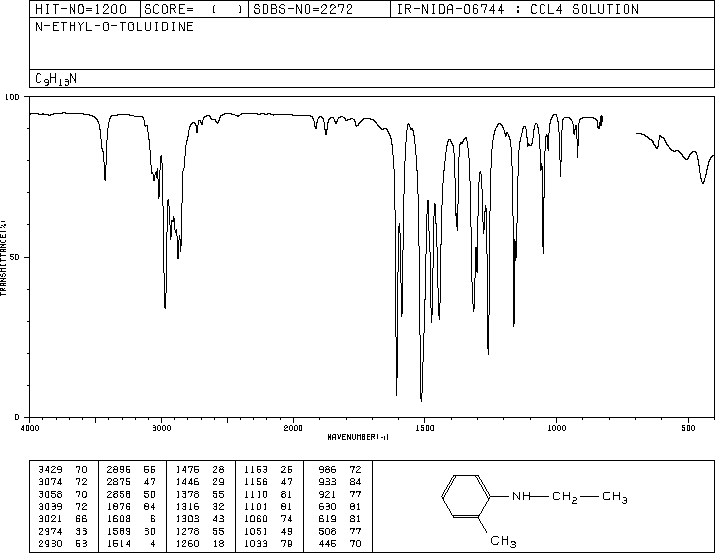 HIT-NO=1200 SCORE= ( ) SDBS-NO=2272 IR-NIDA-06744 : CCL4 SOLUTION
N-ETHYL-O-TOLUIDINE
C₉H₁₃N
100
50
0
TRANSMITTANCE(%)
4000 3000 2000 1500 1000 500
WAVENUMBER(-1)
3429 70 2896 56 1476 28 1163 26 986 72
3074 72 2875 47 1446 29 1156 47 933 84
3058 70 2858 50 1378 55 1110 81 921 77
3039 72 1876 84 1316 32 1101 81 630 81
3021 66 1608 6 1303 43 1060 74 619 81
2974 33 1589 30 1278 55 1051 49 508 77
2930 53 1514 4 1260 18 1033 79 446 70
NH CH₂ CH₃
CH₃